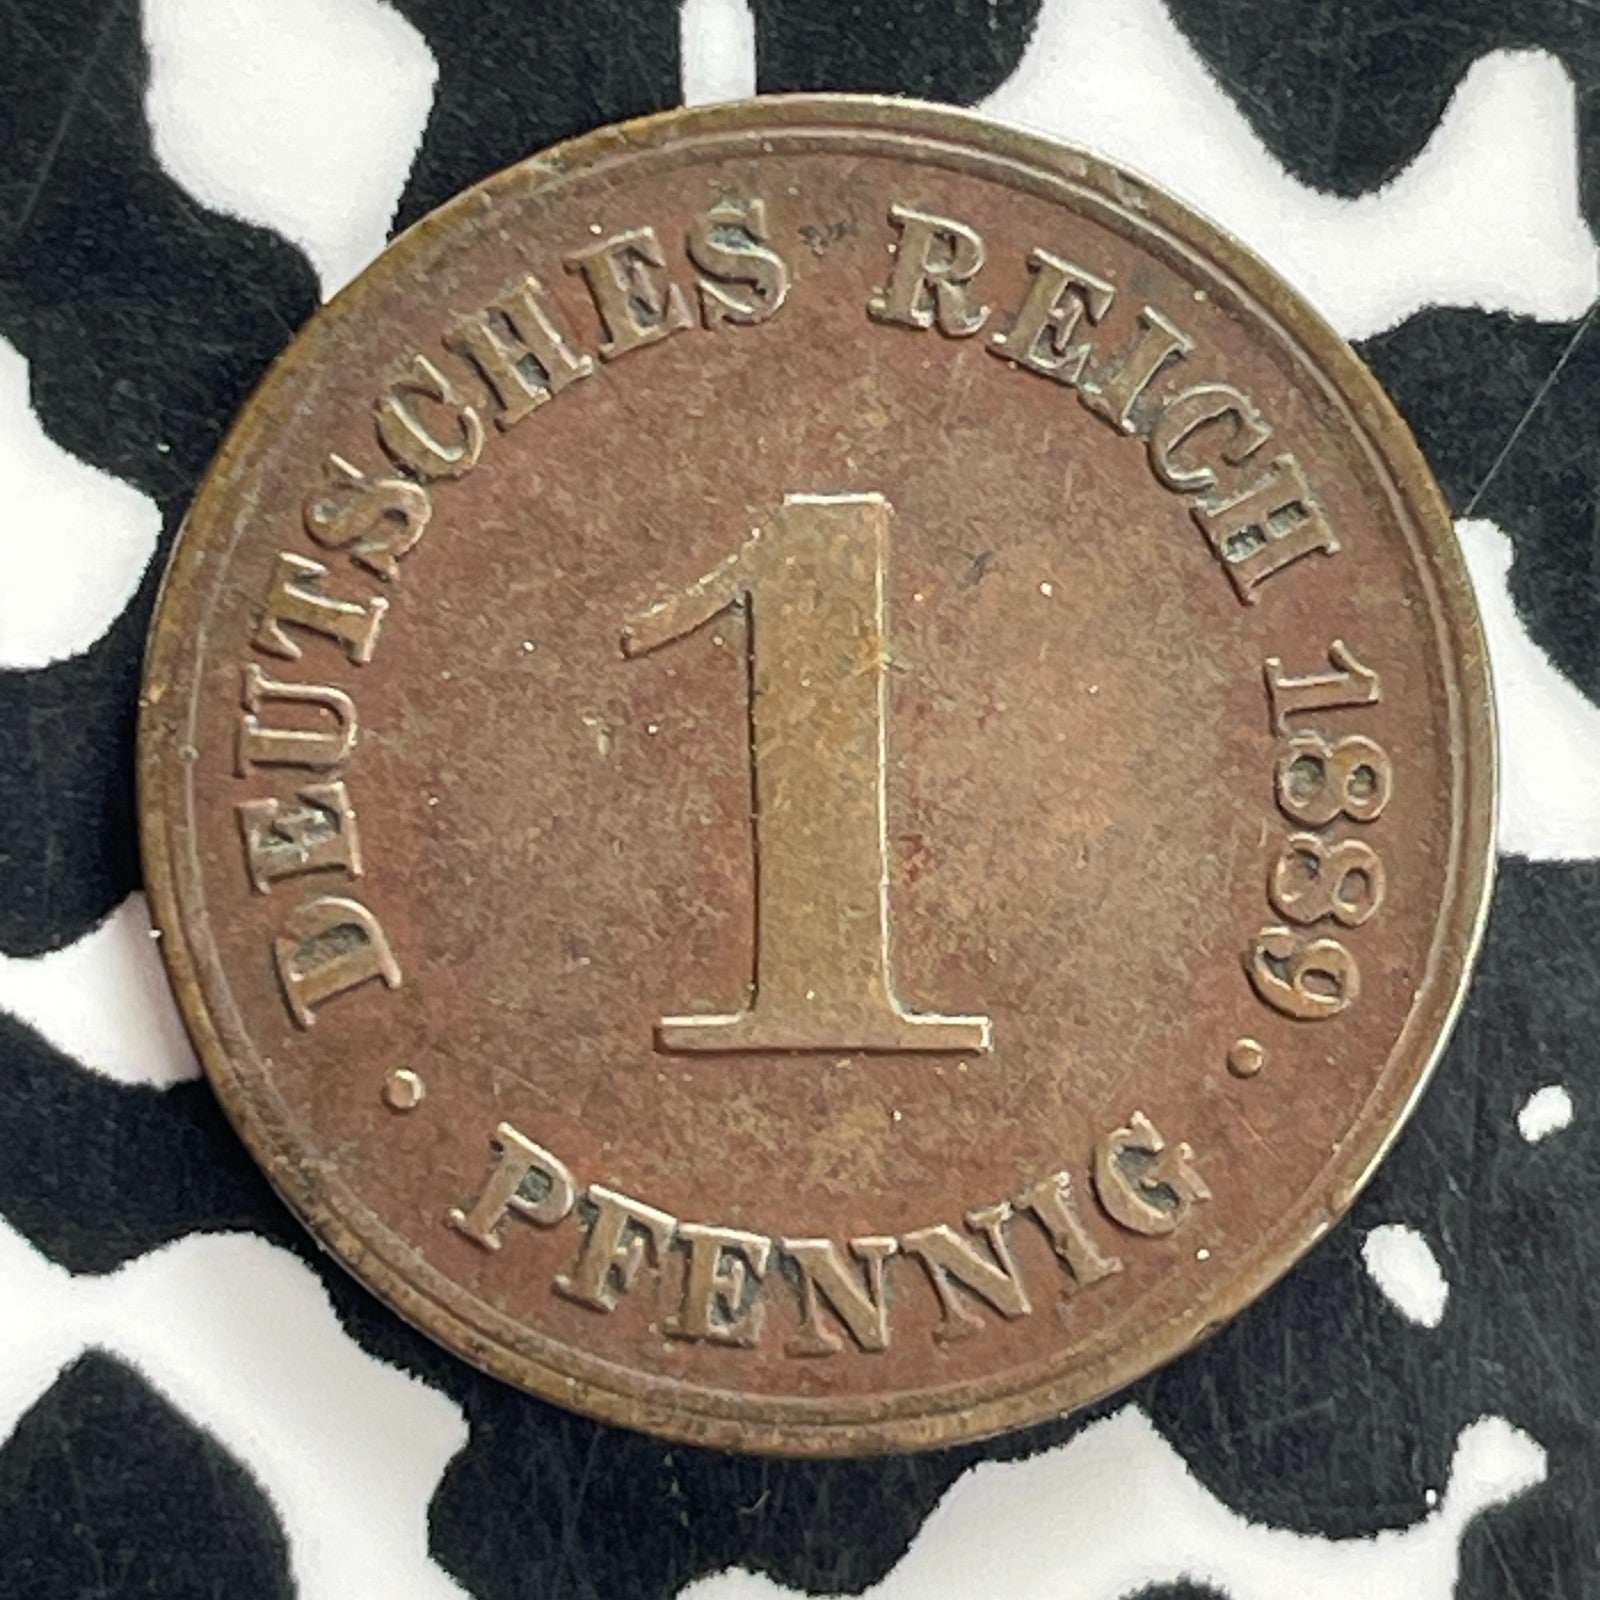 DEUTSCHES REICH 1889
1
· PFENNIG ·